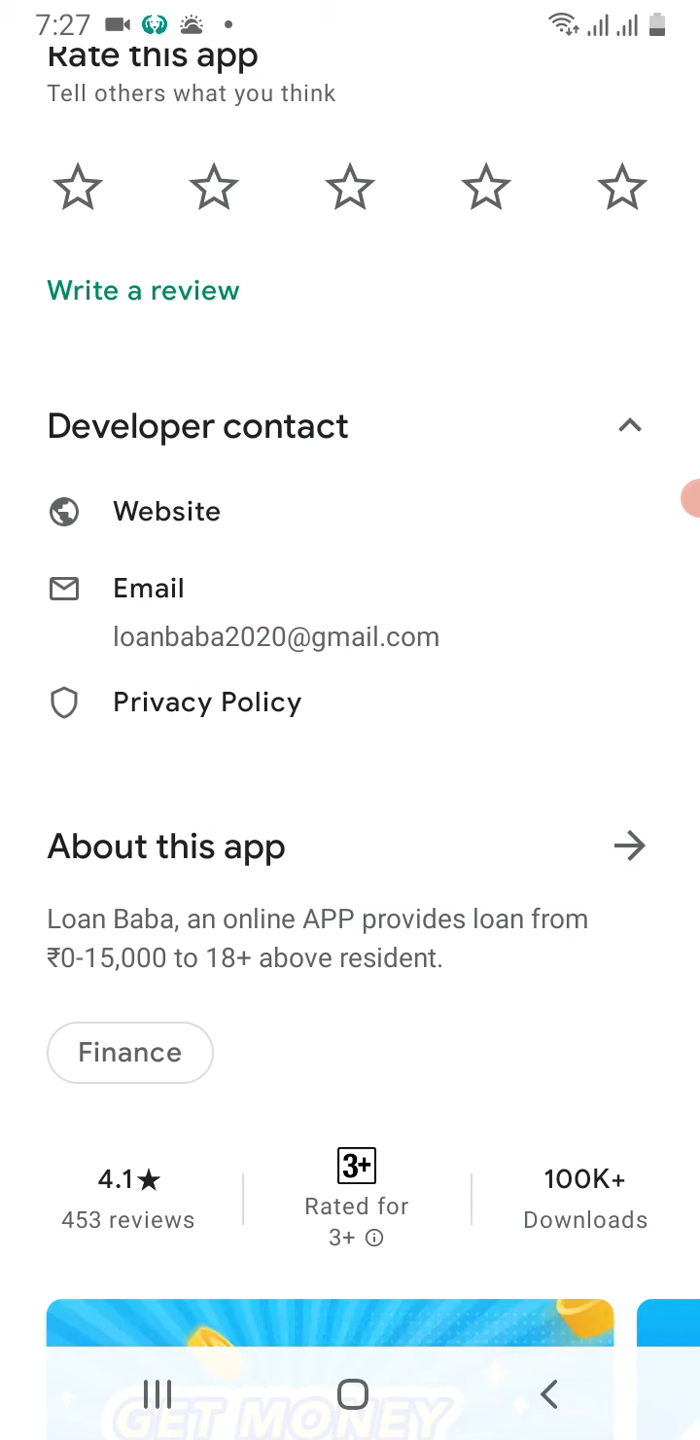 7:27
Rate this app
Tell others what you think
Write a review
Developer contact
Website
Email
loanbaba2020@gmail.com
Privacy Policy
About this app
Loan Baba, an online APP provides loan from
₹0-15,000 to 18+ above resident.
Finance
4.1★
453 reviews
3+
Rated for
3+
100K+
Downloads
GET MONEY